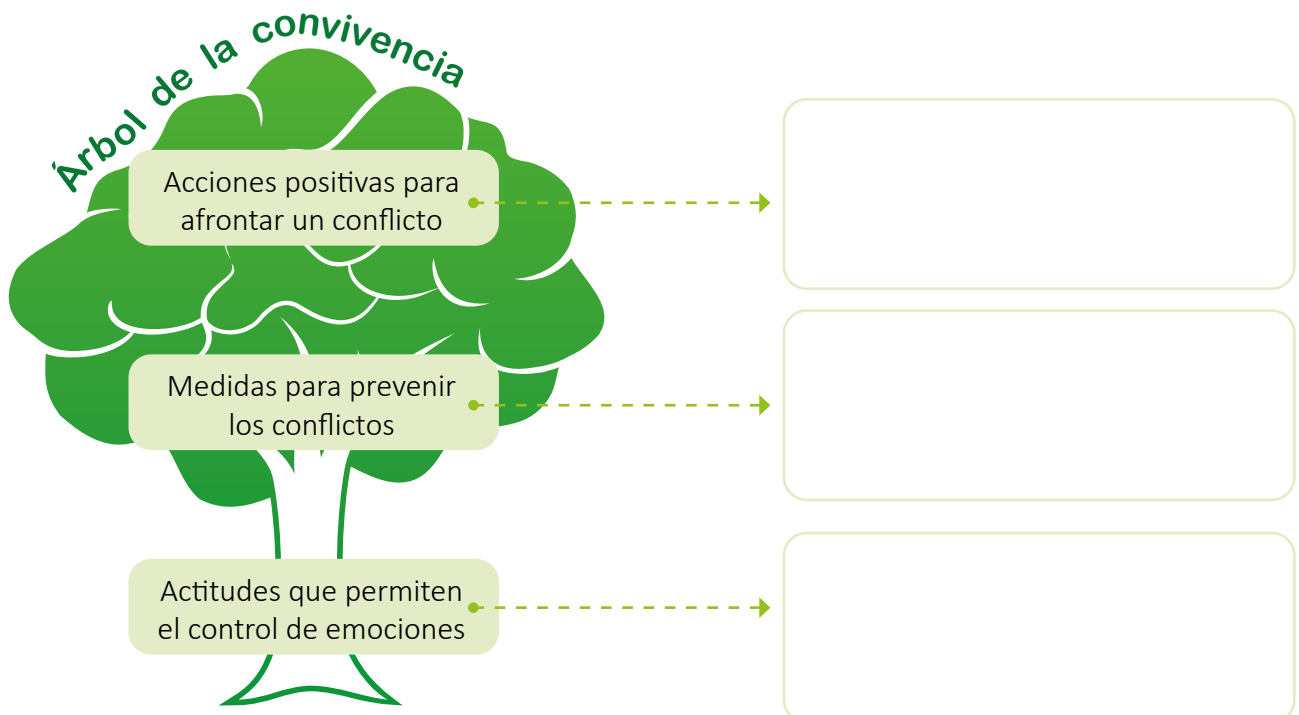 Árbol de la convivencia
Acciones positivas para
afrontar un conflicto
Medidas para prevenir
los conflictos
Actitudes que permiten
el control de emociones